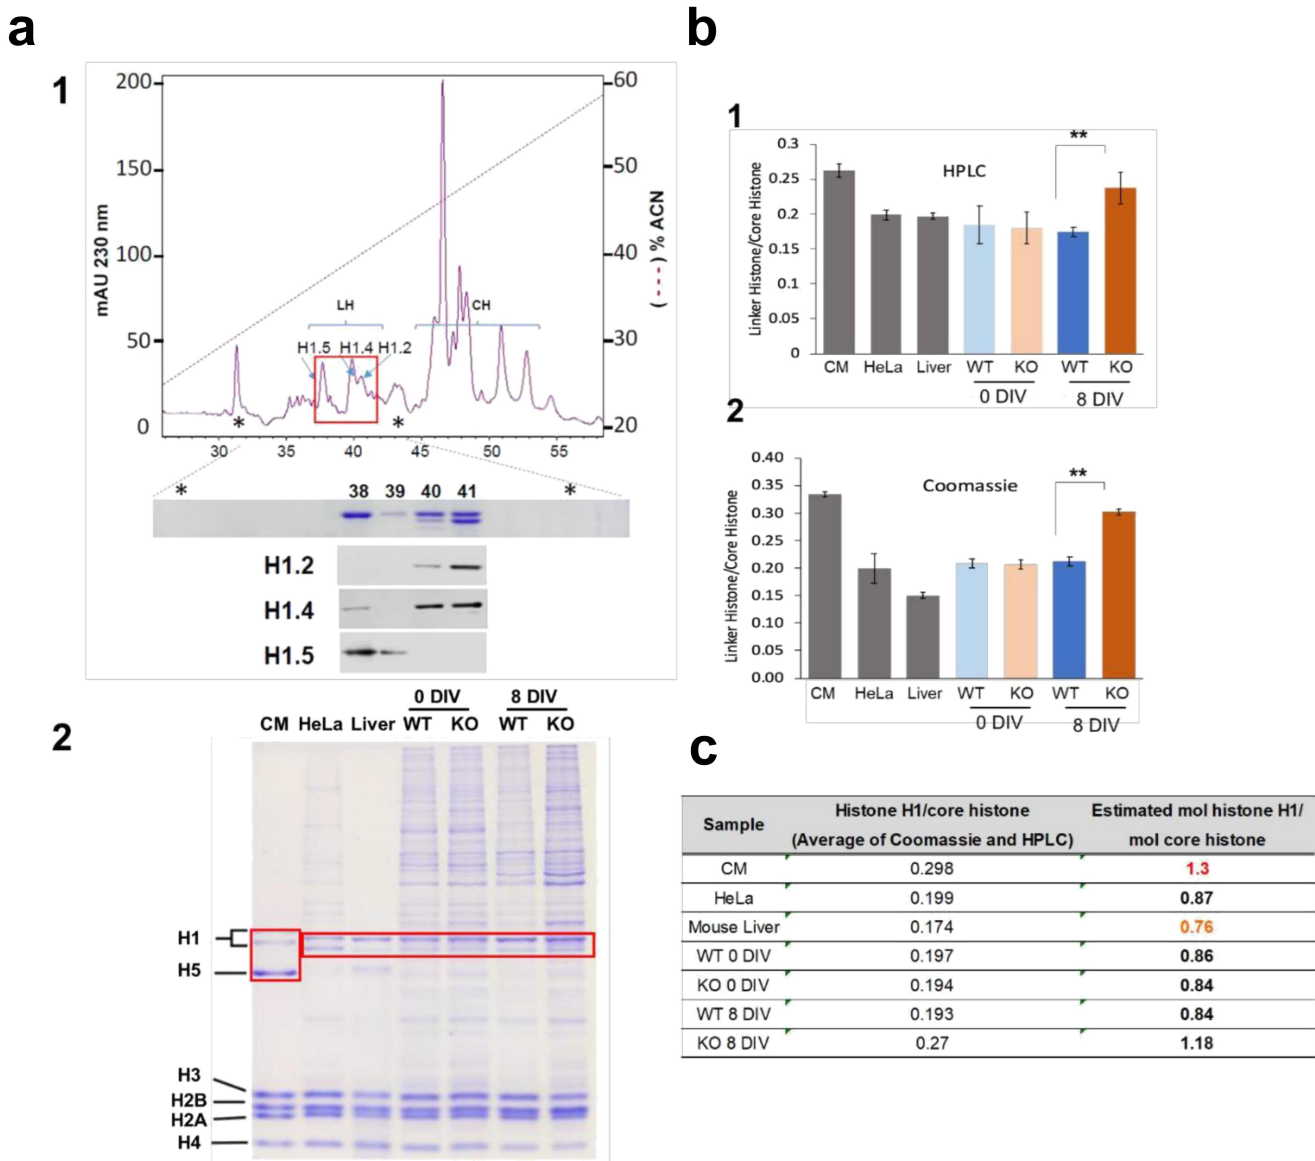 a
1
mAU 230 nm
200
150
100
50
0
60
50
40
30
20
( - - - ) % ACN
LH
CH
H1.5
H1.4
H1.2
*
*
30
35
40
45
50
55
*
38
39
40
41
*
H1.2
H1.4
H1.5
2
0 DIV
8 DIV
CM HeLa Liver WT KO WT KO
H1
H5
H3
H2B
H2A
H4
b
1
Linker Histone/Core Histone
0.3
0.25
0.2
0.15
0.1
0.05
0
HPLC
**
CM HeLa Liver WT KO WT KO
0 DIV
8 DIV
2
Linker Histone/Core Histone
0.40
0.35
0.30
0.25
0.20
0.15
0.10
0.05
0.00
Coomassie
**
CM HeLa Liver WT KO WT KO
0 DIV
8 DIV
c
Sample
Histone H1/core histone
(Average of Coomassie and HPLC)
Estimated mol histone H1/
mol core histone
CM 0.298 1.3
HeLa 0.199 0.87
Mouse Liver 0.174 0.76
WT 0 DIV 0.197 0.86
KO 0 DIV 0.194 0.84
WT 8 DIV 0.193 0.84
KO 8 DIV 0.27 1.18